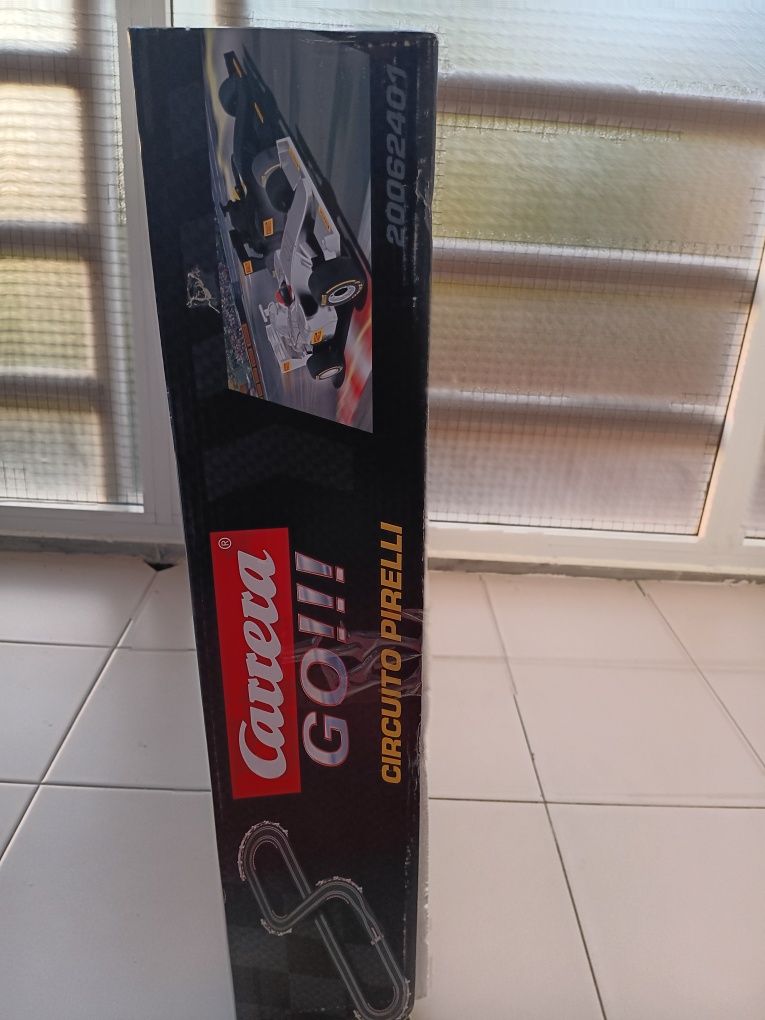 Carrera®
GO!!!
CIRCUITO PIRELLI
20062401